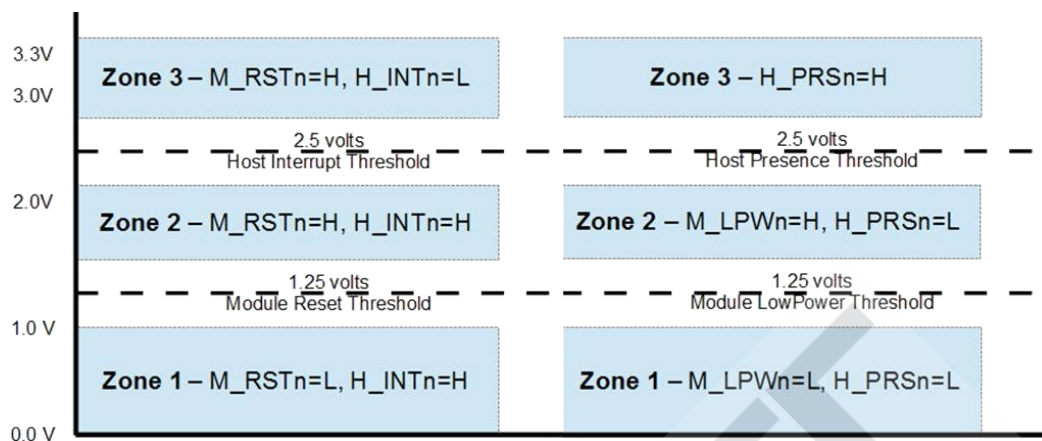 3.3V
Zone 3 – M_RSTn=H, H_INTn=L
Zone 3 – H_PRSn=H
3.0V
2.5 volts
Host Interrupt Threshold
2.5 volts
Host Presence Threshold
2.0V
Zone 2 – M_RSTn=H, H_INTn=H
Zone 2 – M_LPWn=H, H_PRSn=L
1.25 volts
Module Reset Threshold
1.25 volts
Module LowPower Threshold
1.0 V
Zone 1 – M_RSTn=L, H_INTn=H
Zone 1 – M_LPWn=L, H_PRSn=L
0.0 V